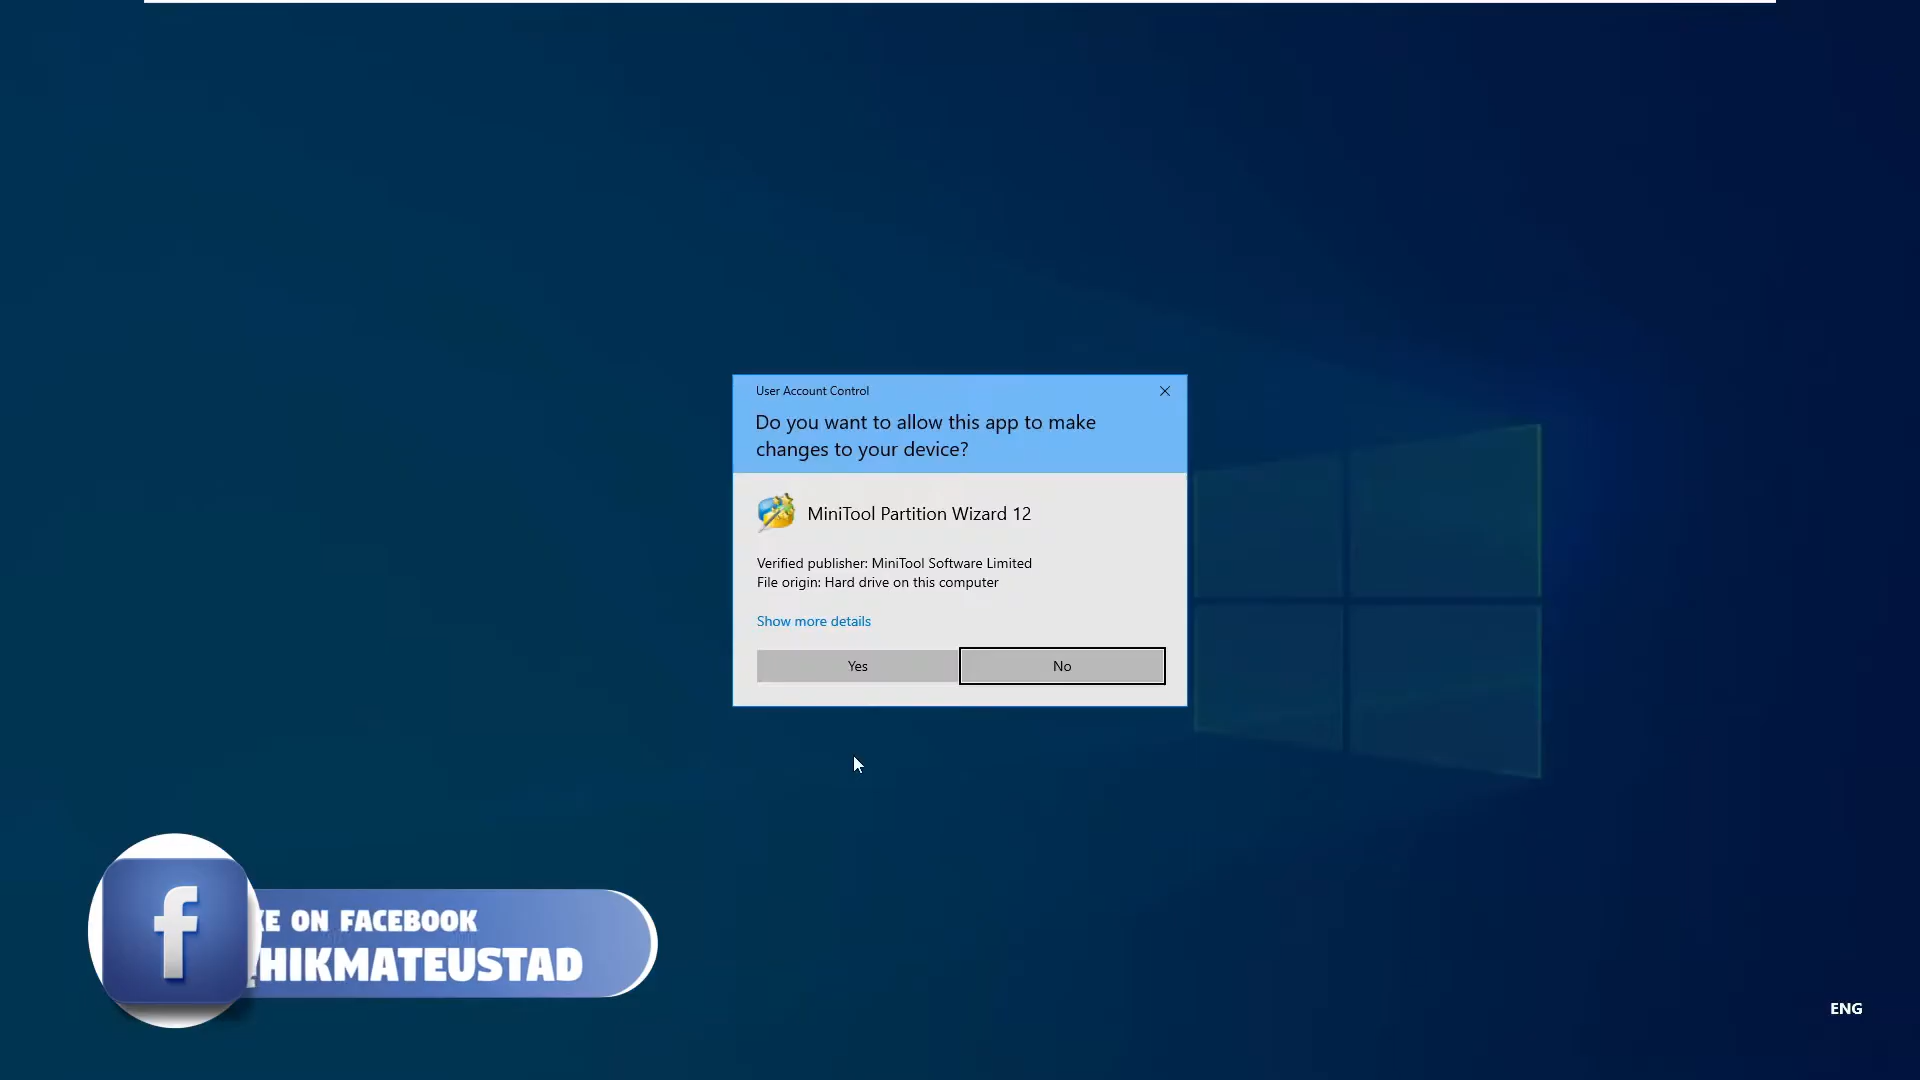 User Account Control
Do you want to allow this app to make
changes to your device?
MiniTool Partition Wizard 12
Verified publisher: MiniTool Software Limited
File origin: Hard drive on this computer
Show more details
Yes
No
f
KE ON FACEBOOK
HIKMATEUSTAD
ENG